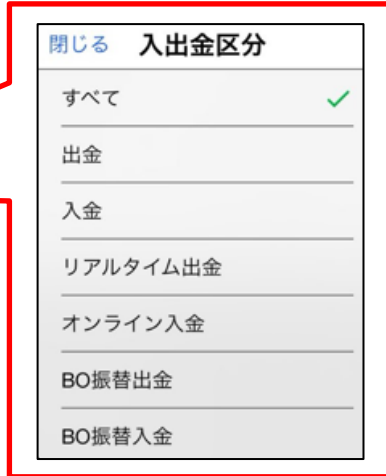 閉じる 入出金区分
すべて
出金
入金
リアルタイム出金
オンライン入金
BO振替出金
BO振替入金